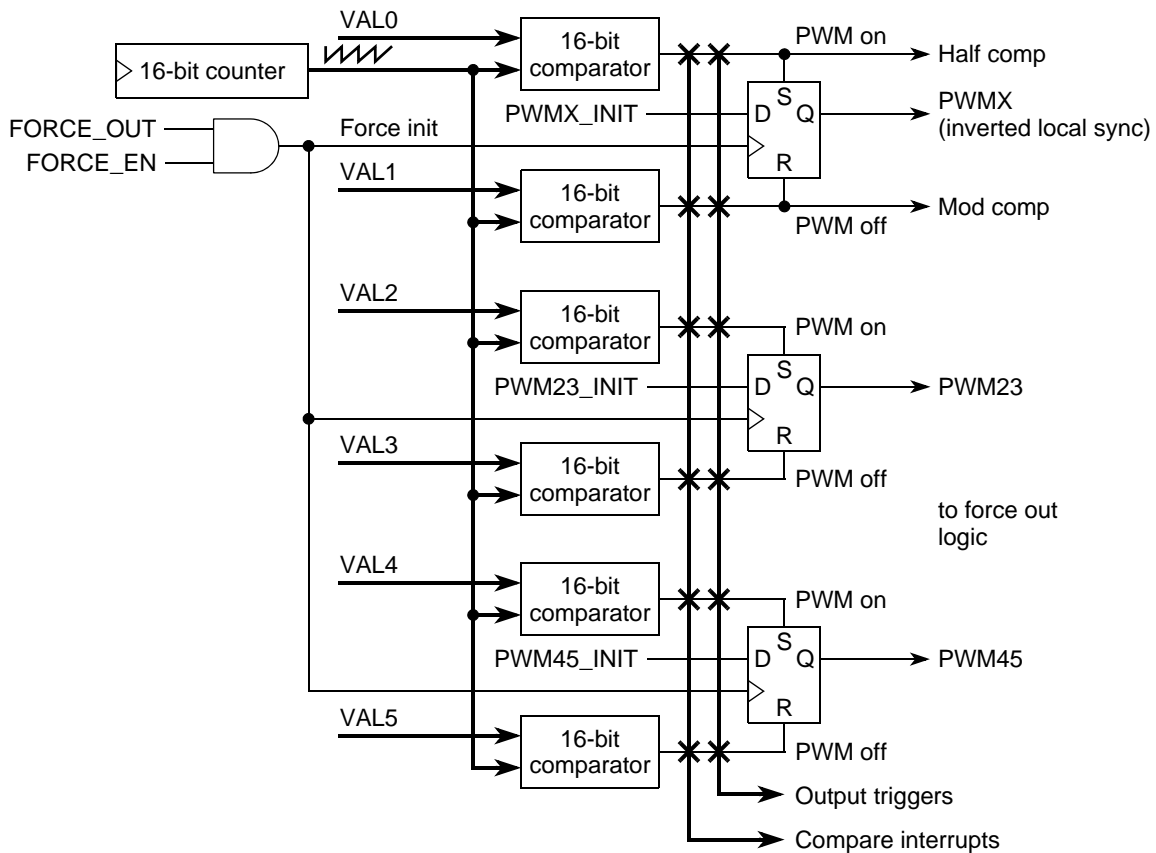 VAL0
16-bit
comparator
PWM on
Half comp
16-bit counter
S
D
Q
R
PWMX_INIT
PWMX
(inverted local sync)
FORCE_OUT
FORCE_EN
Force init
VAL1
16-bit
comparator
PWM off
Mod comp
VAL2
16-bit
comparator
PWM on
PWM23_INIT
S
D
Q
R
PWM23
VAL3
16-bit
comparator
PWM off
to force out
logic
VAL4
16-bit
comparator
PWM on
PWM45_INIT
S
D
Q
R
PWM45
VAL5
16-bit
comparator
PWM off
Output triggers
Compare interrupts